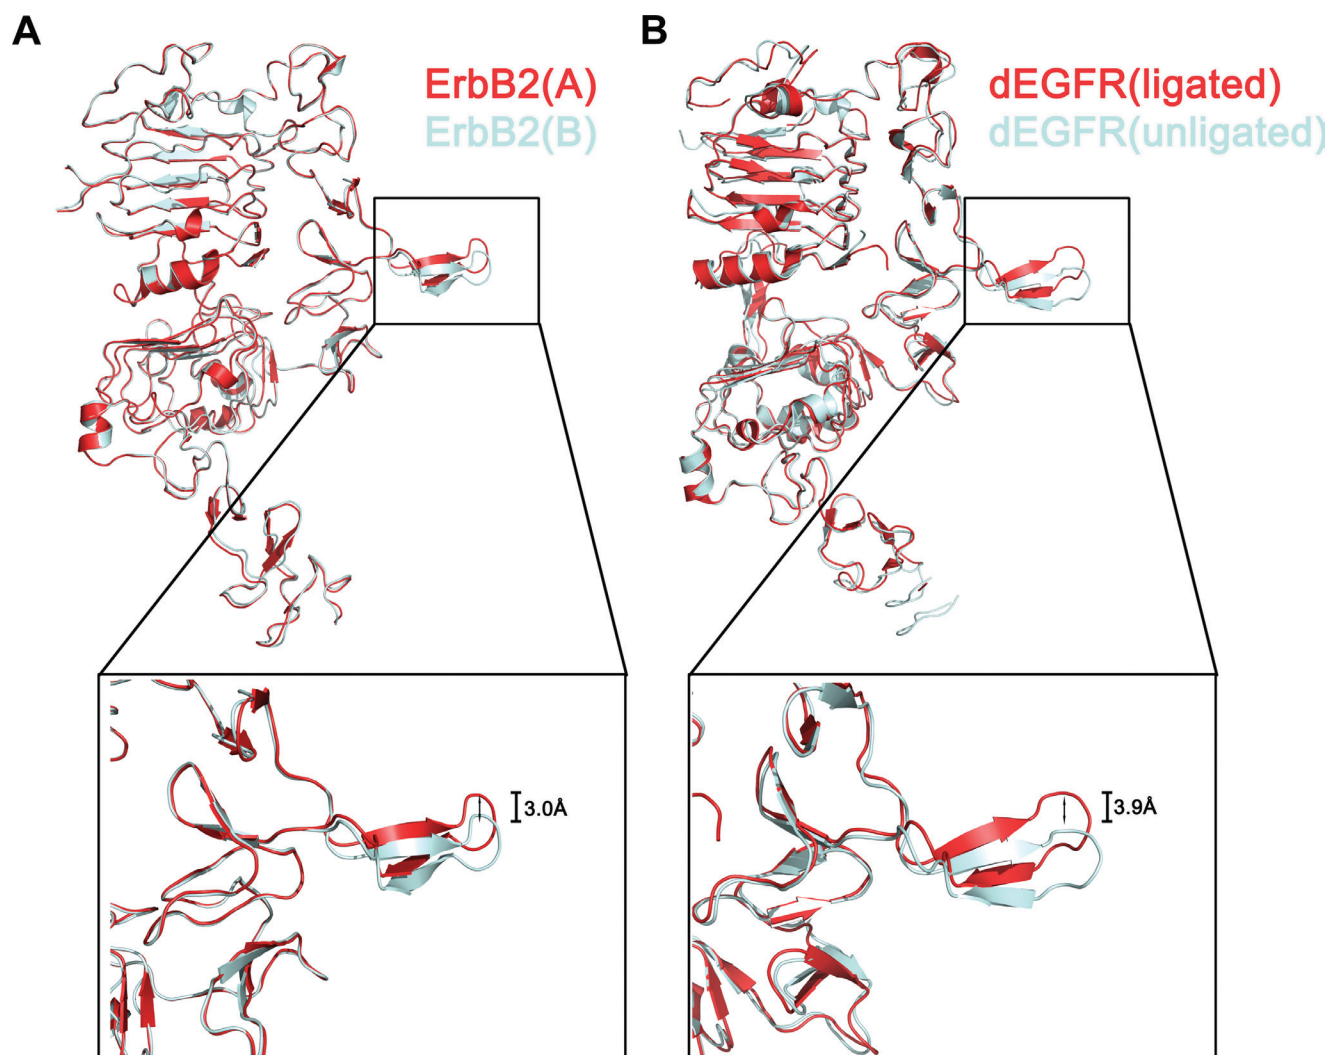 A
B
ErbB2(A)
ErbB2(B)
dEGFR(ligated)
dEGFR(unligated)
3.0Å
3.9Å